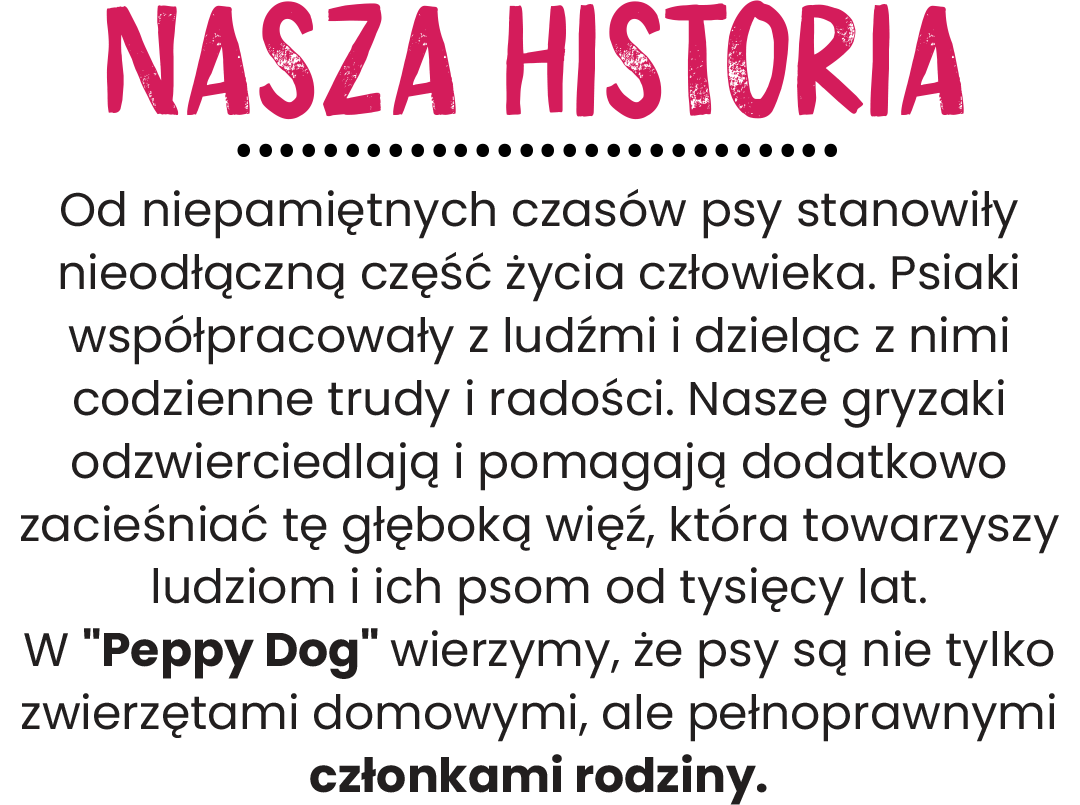 NASZA HISTORIA
Od niepamiętnych czasów psy stanowiły
nieodłączną część życia człowieka. Psiaki
współpracowały z ludźmi i dzieląc z nimi
codzienne trudy i radości. Nasze gryzaki
odzwierciedlają i pomagają dodatkowo
zacieśniać tę głęboką więź, która towarzyszy
ludziom i ich psom od tysięcy lat.
W "Peppy Dog" wierzymy, że psy są nie tylko
zwierzętami domowymi, ale pełnoprawnymi
członkami rodziny.